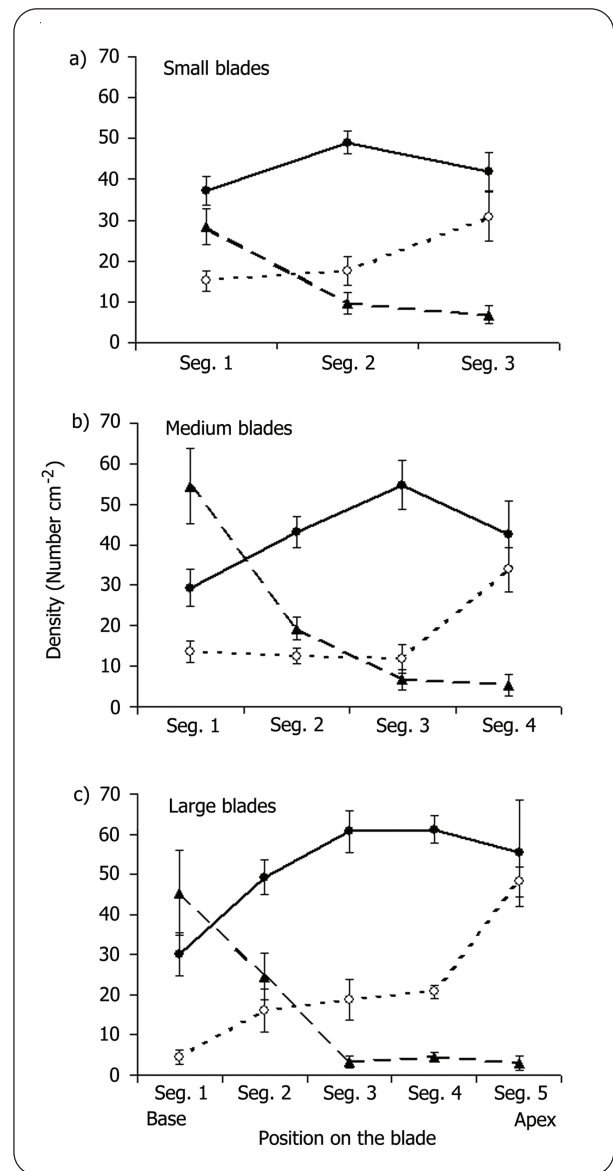 a) Small blades
70
60
50
40
30
20
10
0
Seg. 1 Seg. 2 Seg. 3
b) Medium blades
70
60
50
40
30
20
10
0
Seg. 1 Seg. 2 Seg. 3 Seg. 4
Density (Number cm⁻²)
c) Large blades
70
60
50
40
30
20
10
0
Seg. 1 Seg. 2 Seg. 3 Seg. 4 Seg. 5
Base Apex
Position on the blade